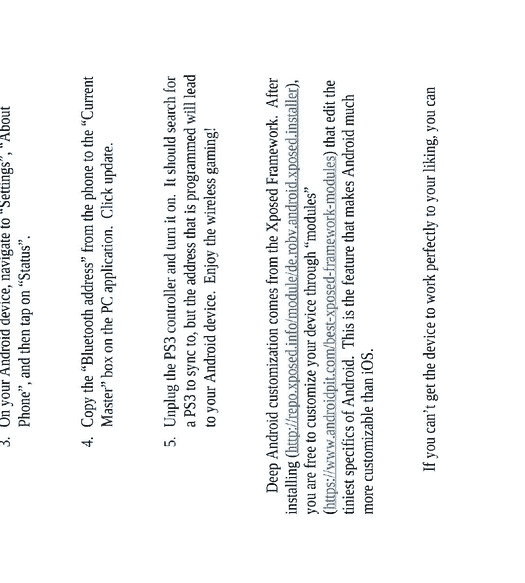 3. On your Android device, navigate to “Settings”, “About
Phone”, and then tap on “Status”.
4. Copy the “Bluetooth address” from the phone to the “Current
Master” box on the PC application. Click update.
5. Unplug the PS3 controller and turn it on. It should search for
a PS3 to sync to, but the address that is programmed will lead
to your Android device. Enjoy the wireless gaming!
Deep Android customization comes from the Xposed Framework. After
installing (http://repo.xposed.info/module/de.robv.android.xposed.installer),
you are free to customize your device through “modules”
(https://www.androidpit.com/best-xposed-framework-modules) that edit the
tiniest specifics of Android. This is the feature that makes Android much
more customizable than iOS.
If you can't get the device to work perfectly to your liking, you can